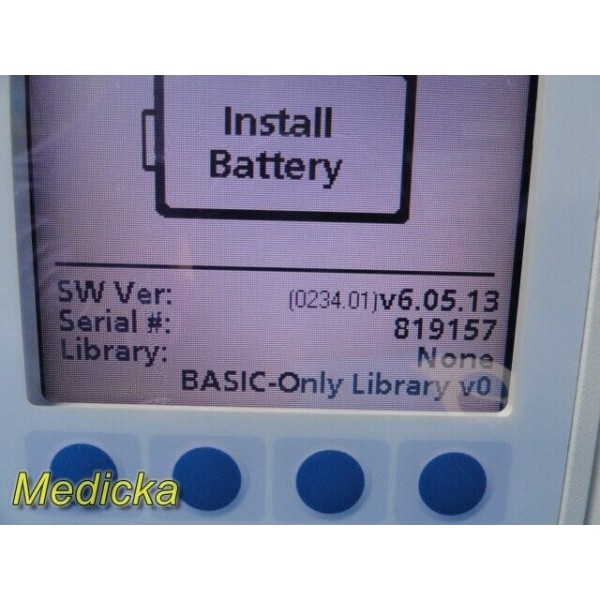 Install
Battery
SW Ver: (0234.01)v6.05.13
Serial #: 819157
Library: None
BASIC-Only Library v0
Medicka